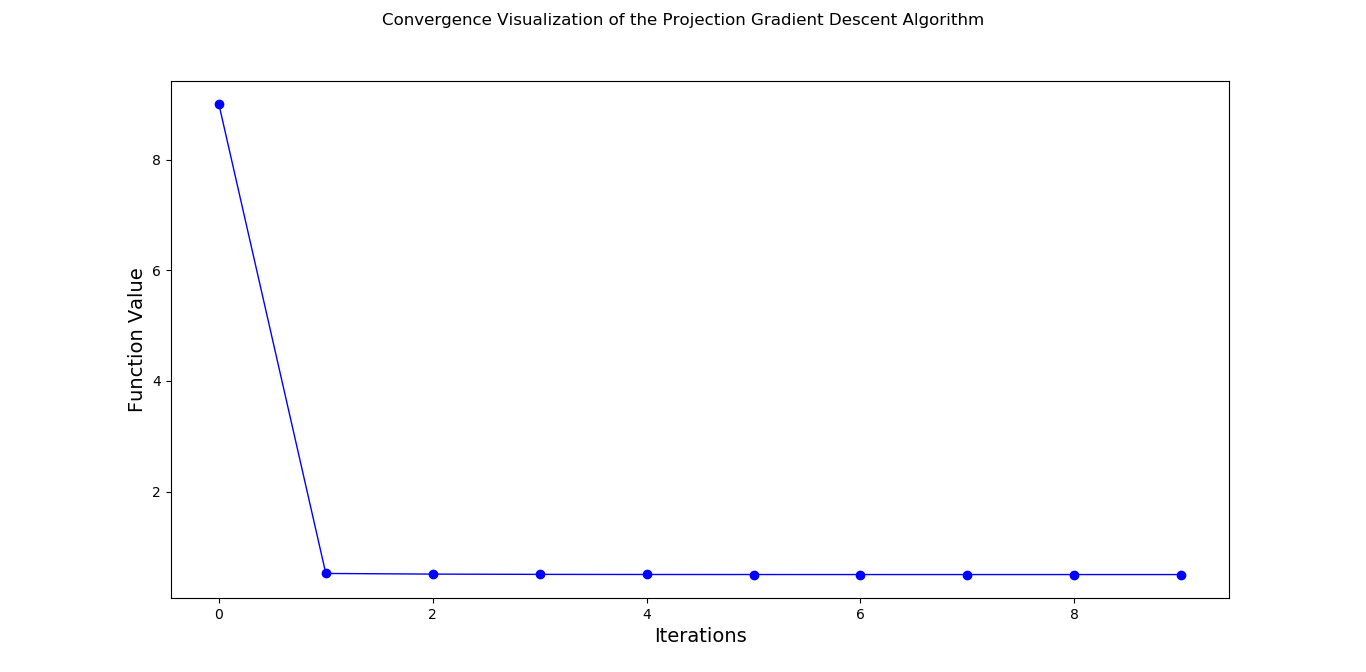 Convergence Visualization of the Projection Gradient Descent Algorithm
8
6
4
2
Function Value
0 2 4 6 8
Iterations